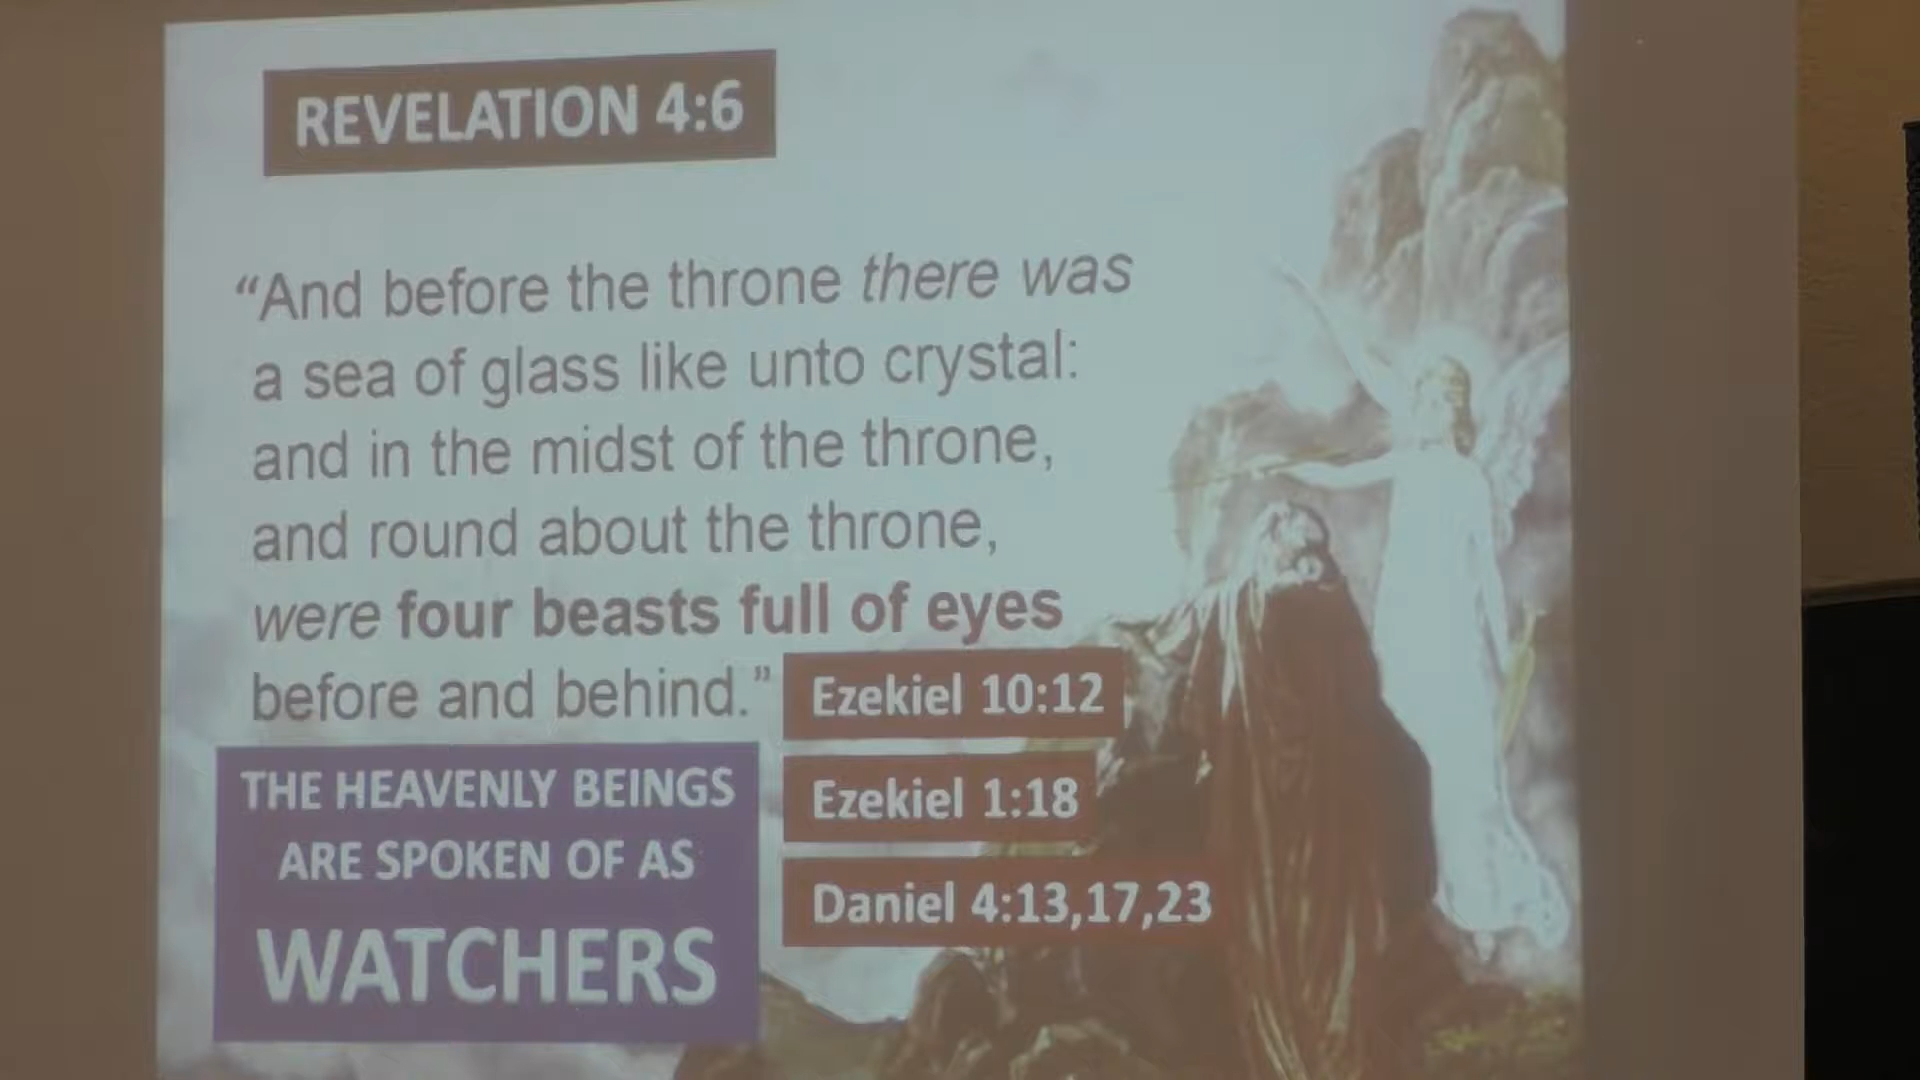 REVELATION 4:6
“And before the throne there was
a sea of glass like unto crystal:
and in the midst of the throne,
and round about the throne,
were four beasts full of eyes
before and behind.”
Ezekiel 10:12
THE HEAVENLY BEINGS
ARE SPOKEN OF AS
WATCHERS
Ezekiel 1:18
Daniel 4:13,17,23